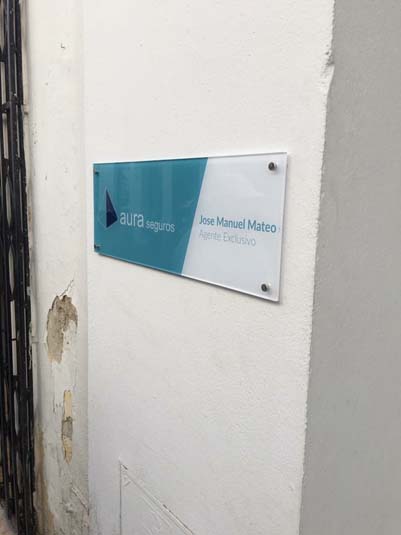 aura seguros
Jose Manuel Mateo
Agente Exclusivo